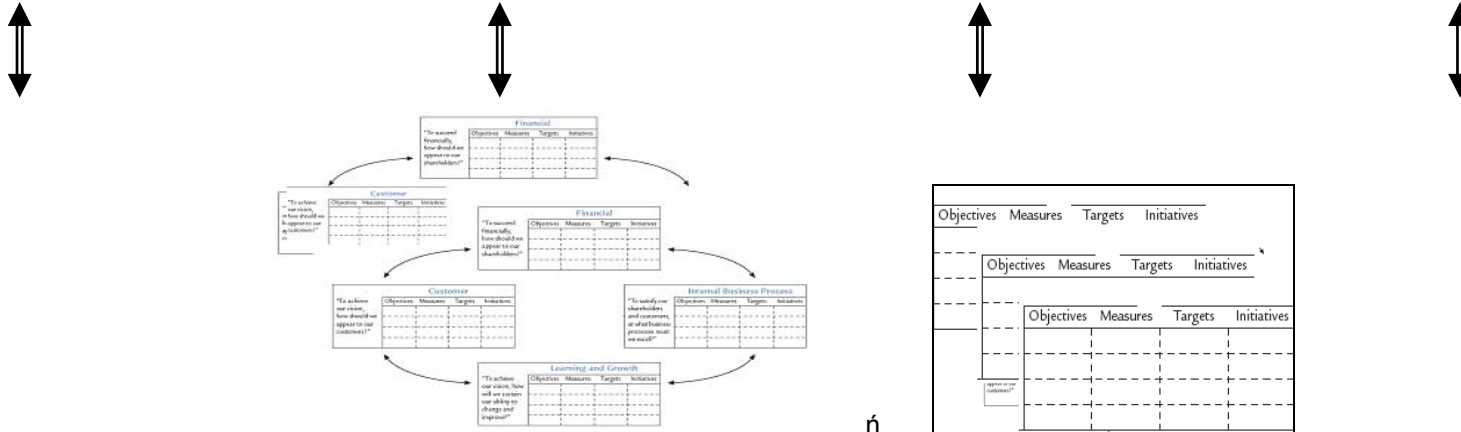 Financial
"To succeed
financially,
how should we
appear to our
shareholders?"
Objectives Measures Targets Initiatives
Customer
"To achieve
our vision,
how should we
appear to our
customers?"
Objectives Measures Targets Initiatives
Financial
"To succeed
financially,
how should we
appear to our
shareholders?"
Objectives Measures Targets Initiatives
Customer
"To achieve
our vision,
how should we
appear to our
customers?"
Objectives Measures Targets Initiatives
Internal Business Process
"To satisfy our
shareholders
and customers,
at what business
processes must
we excel?"
Objectives Measures Targets Initiatives
Learning and Growth
"To achieve
our vision, how
will we sustain
our ability to
change and
improve?"
Objectives Measures Targets Initiatives
ń
Objectives Measures Targets Initiatives
Objectives Measures Targets Initiatives
Objectives Measures Targets Initiatives
appear to our
customers?"